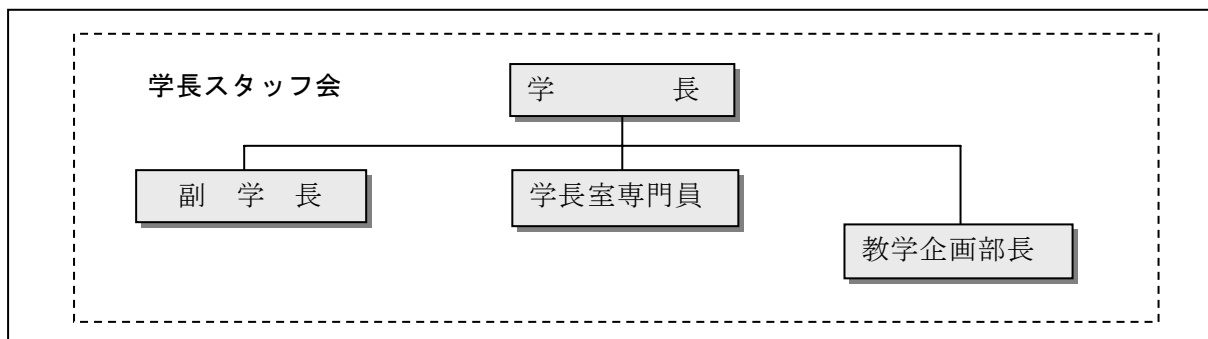 学長スタッフ会
学 長
副 学 長
学長室専門員
教学企画部長